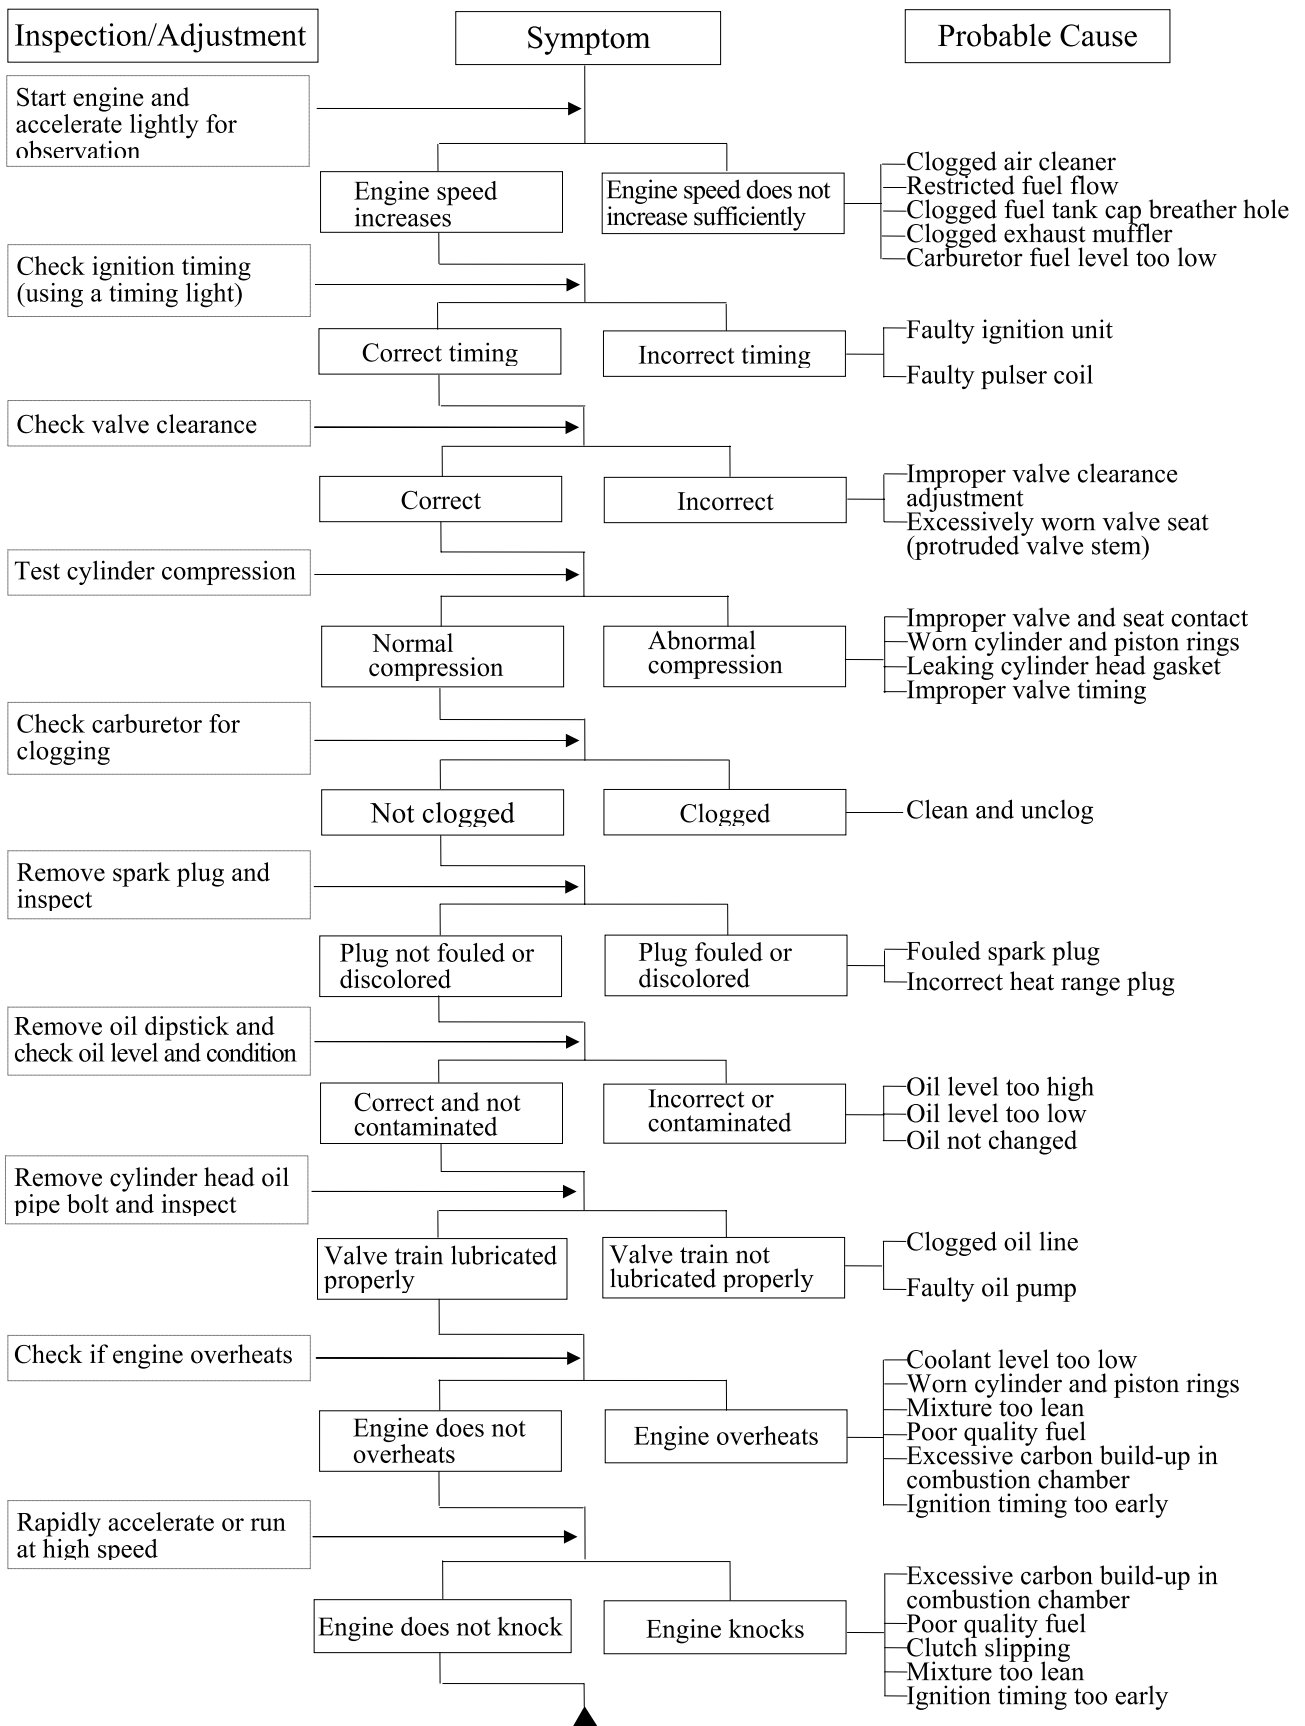 Inspection/Adjustment
Symptom
Probable Cause
Start engine and
accelerate lightly for
observation
Engine speed
increases
Engine speed does not
increase sufficiently
Clogged air cleaner
Restricted fuel flow
Clogged fuel tank cap breather hole
Clogged exhaust muffler
Carburetor fuel level too low
Check ignition timing
(using a timing light)
Correct timing
Incorrect timing
Faulty ignition unit
Faulty pulser coil
Check valve clearance
Correct
Incorrect
Improper valve clearance
adjustment
Excessively worn valve seat
(protruded valve stem)
Test cylinder compression
Normal
compression
Abnormal
compression
Improper valve and seat contact
Worn cylinder and piston rings
Leaking cylinder head gasket
Improper valve timing
Check carburetor for
clogging
Not clogged
Clogged
Clean and unclog
Remove spark plug and
inspect
Plug not fouled or
discolored
Plug fouled or
discolored
Fouled spark plug
Incorrect heat range plug
Remove oil dipstick and
check oil level and condition
Correct and not
contaminated
Incorrect or
contaminated
Oil level too high
Oil level too low
Oil not changed
Remove cylinder head oil
pipe bolt and inspect
Valve train lubricated
properly
Valve train not
lubricated properly
Clogged oil line
Faulty oil pump
Check if engine overheats
Engine does not
overheats
Engine overheats
Coolant level too low
Worn cylinder and piston rings
Mixture too lean
Poor quality fuel
Excessive carbon build-up in
combustion chamber
Ignition timing too early
Rapidly accelerate or run
at high speed
Engine does not knock
Engine knocks
Excessive carbon build-up in
combustion chamber
Poor quality fuel
Clutch slipping
Mixture too lean
Ignition timing too early